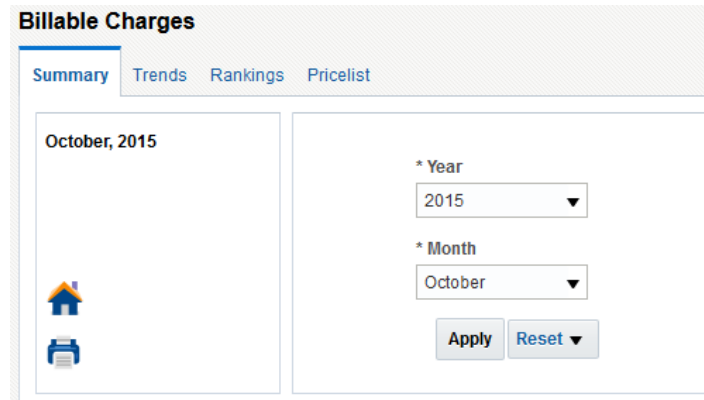 Billable Charges
Summary Trends Rankings Pricelist
October, 2015
* Year
2015
* Month
October
Apply Reset